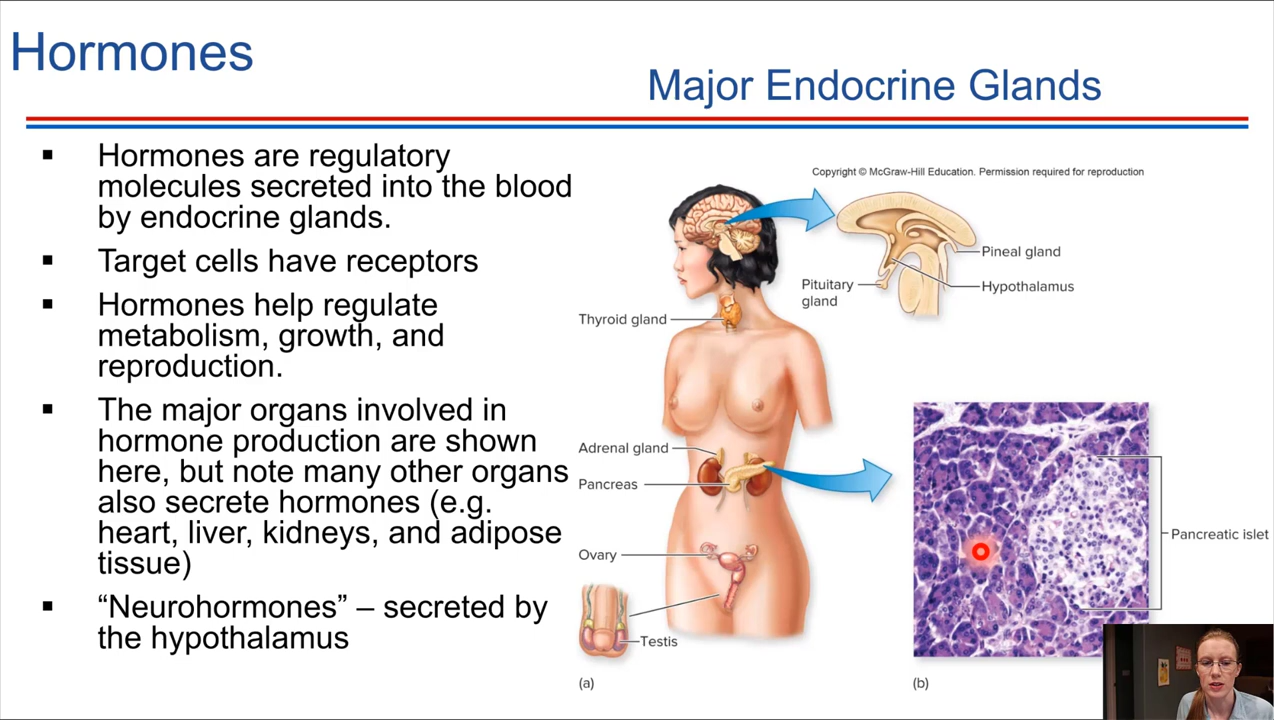 Hormones
Major Endocrine Glands
▪ Hormones are regulatory
molecules secreted into the blood
by endocrine glands.
▪ Target cells have receptors
▪ Hormones help regulate
metabolism, growth, and
reproduction.
▪ The major organs involved in
hormone production are shown
here, but note many other organs
also secrete hormones (e.g.
heart, liver, kidneys, and adipose
tissue)
▪ “Neurohormones” – secreted by
the hypothalamus
Copyright © McGraw-Hill Education. Permission required for reproduction
Pineal gland
Pituitary
gland
Hypothalamus
Thyroid gland
Adrenal gland
Pancreas
Pancreatic islet
Ovary
Testis
(a)
(b)